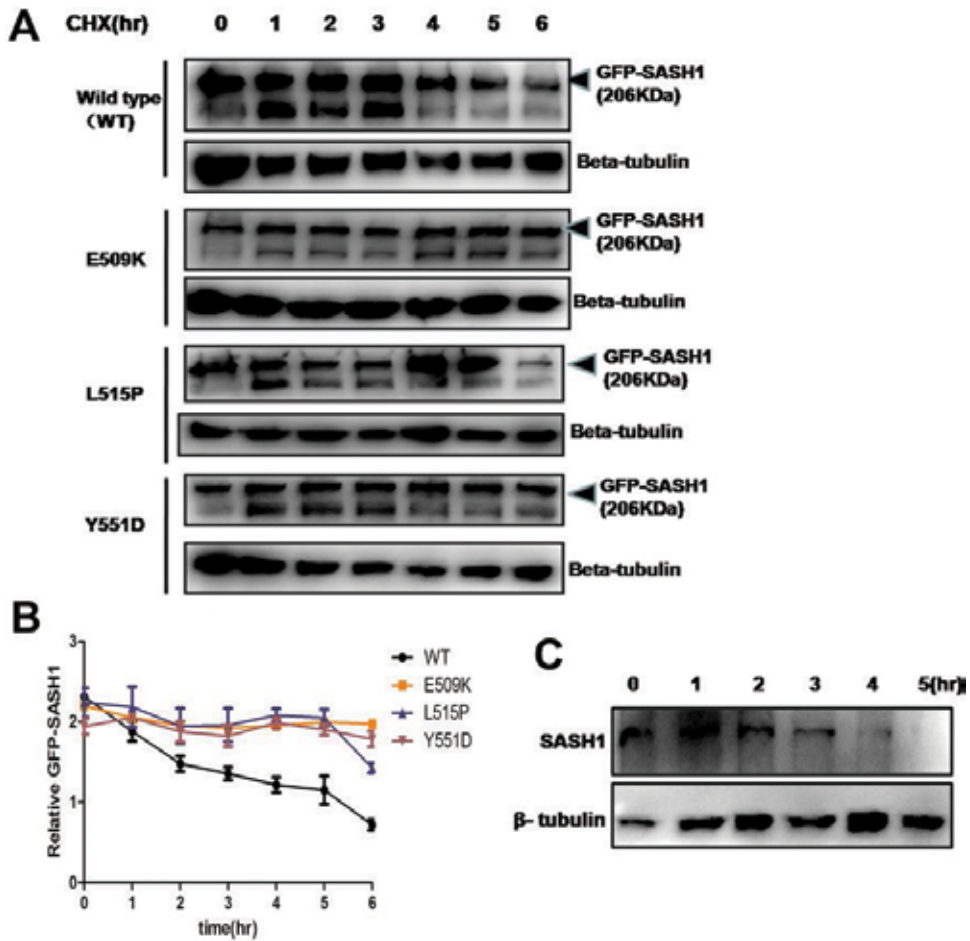 A
CHX(hr) 0 1 2 3 4 5 6
Wild type
(WT)
GFP-SASH1
(206KDa)
Beta-tubulin
E509K
GFP-SASH1
(206KDa)
Beta-tubulin
L515P
GFP-SASH1
(206KDa)
Beta-tubulin
Y551D
GFP-SASH1
(206KDa)
Beta-tubulin
B
Relative GFP-SASH1
3
2
1
0
0 1 2 3 4 5 6
time(hr)
WT
E509K
L515P
Y551D
C
0 1 2 3 4 5(hr)
SASH1
β- tubulin